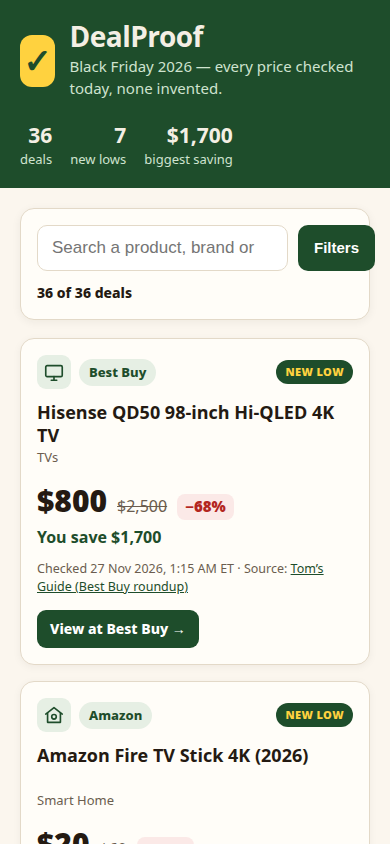 DealProof
Black Friday 2026 — every price checked
today, none invented.
36
deals
7
new lows
$1,700
biggest saving
Search a product, brand or
Filters
36 of 36 deals
Best Buy
NEW LOW
Hisense QD50 98-inch Hi-QLED 4K
TV
TVs
$800 $2,500 −68%
You save $1,700
Checked 27 Nov 2026, 1:15 AM ET · Source: Tom's
Guide (Best Buy roundup)
View at Best Buy →
Amazon
NEW LOW
Amazon Fire TV Stick 4K (2026)
Smart Home
$20